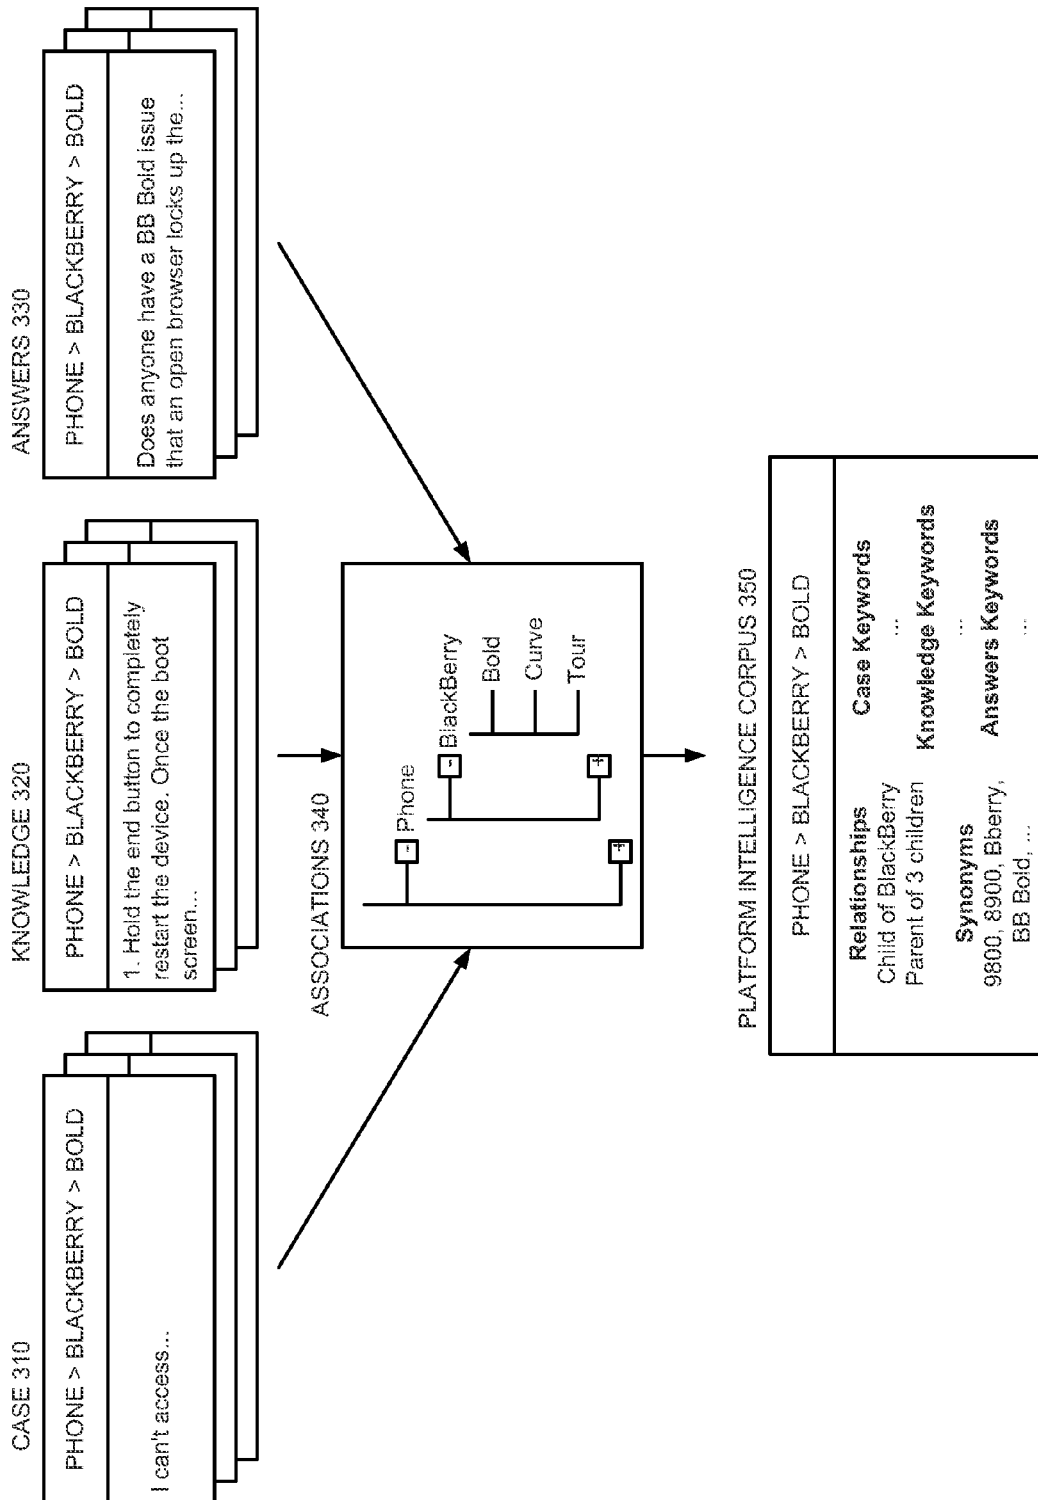 CASE 310
PHONE > BLACKBERRY > BOLD
I can't access...
KNOWLEDGE 320
PHONE > BLACKBERRY > BOLD
1. Hold the end button to completely
restart the device. Once the boot
screen...
ANSWERS 330
PHONE > BLACKBERRY > BOLD
Does anyone have a BB Bold issue
that an open browser locks up the...
ASSOCIATIONS 340
- Phone
- BlackBerry
Bold
Curve
Tour
+
+
PLATFORM INTELLIGENCE CORPUS 350
PHONE > BLACKBERRY > BOLD
Relationships
Child of BlackBerry
Parent of 3 children
Synonyms
9800, 8900, Bberry,
BB Bold, ...
Case Keywords
...
Knowledge Keywords
...
Answers Keywords
...